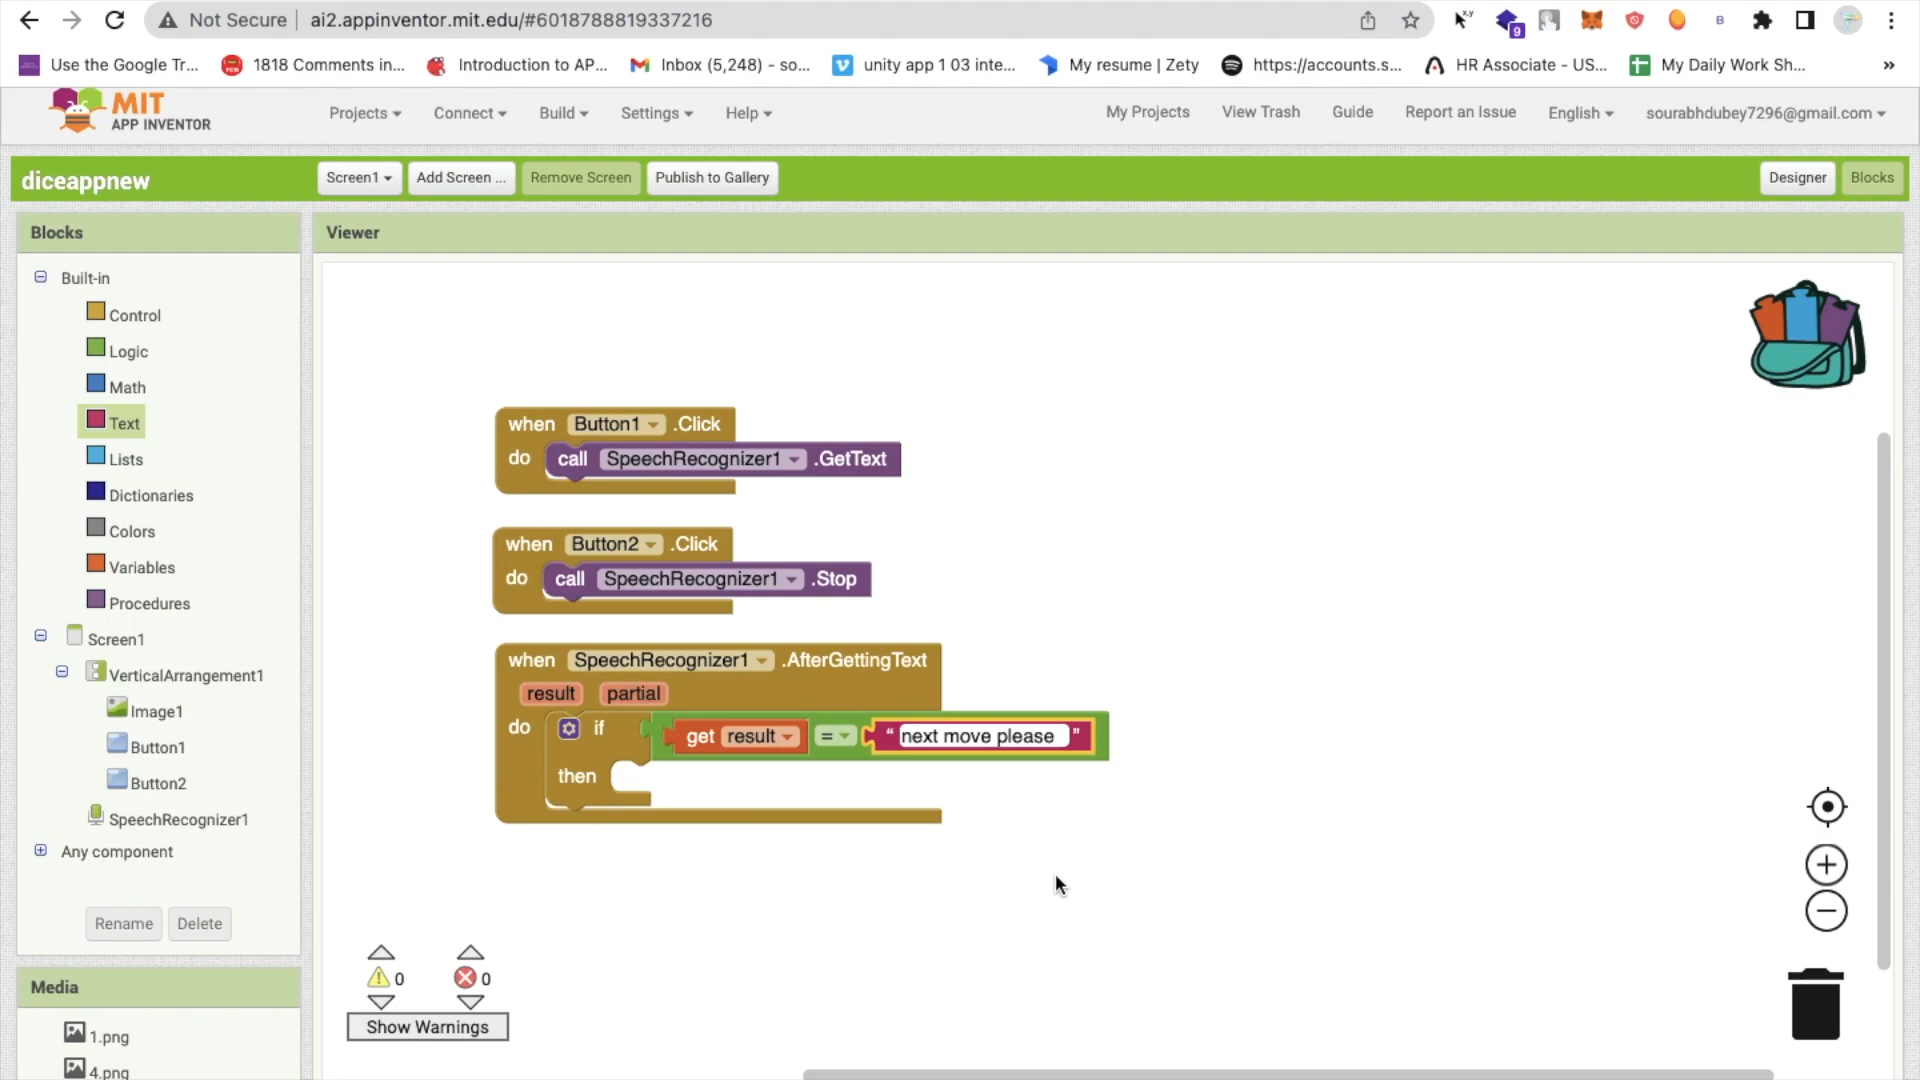 Not Secure ai2.appinventor.mit.edu/#6018788819337216
9
B
Use the Google Tr... 1818 Comments in... Introduction to AP... Inbox (5,248) - so... unity app 1 03 inte... My resume | Zety https://accounts.s... HR Associate - US... My Daily Work Sh... »
MIT
APP INVENTOR
Projects Connect Build Settings Help My Projects View Trash Guide Report an Issue English sourabhdubey7296@gmail.com
diceappnew Screen1 Add Screen ... Remove Screen Publish to Gallery Designer Blocks
Blocks
Viewer
Built-in
Control
Logic
Math
Text
Lists
Dictionaries
Colors
Variables
Procedures
Screen1
VerticalArrangement1
Image1
Button1
Button2
SpeechRecognizer1
Any component
Rename Delete
Media
1.png
4.png
when Button1 .Click
do call SpeechRecognizer1 .GetText
when Button2 .Click
do call SpeechRecognizer1 .Stop
when SpeechRecognizer1 .AfterGettingText
result partial
do if get result = “ next move please ”
then
0 0
Show Warnings